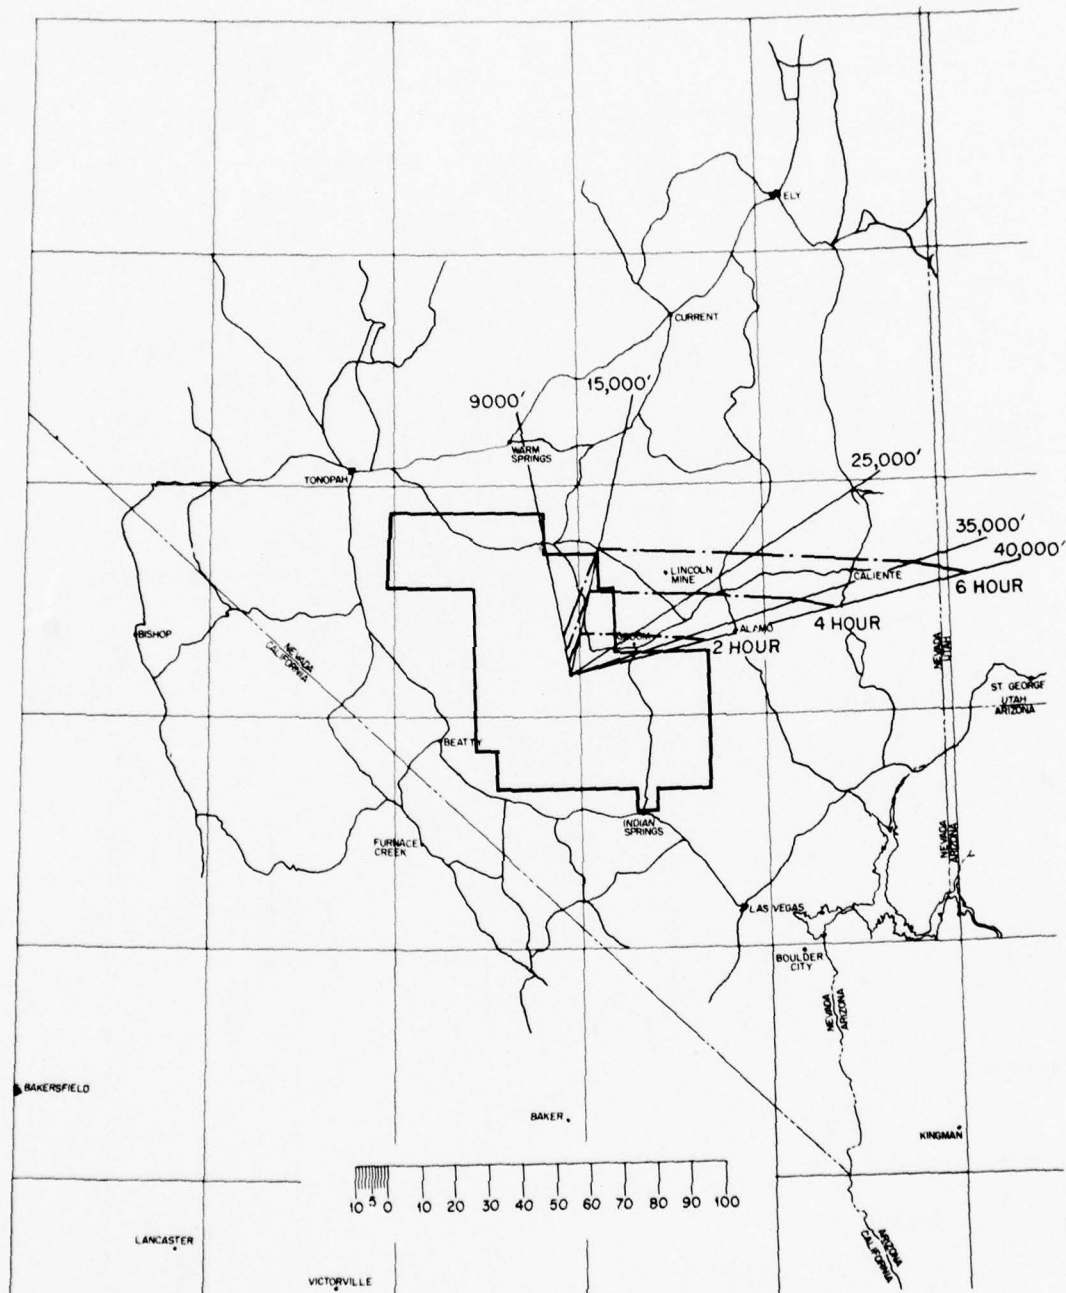 ELY
CURRENT
15,000'
9000'
WARM
SPRINGS
25,000'
TONOPAH
35,000'
40,000'
LINCOLN
MINE
CALIENTE
6 HOUR
4 HOUR
BISHOP
GROOM
ALAMO
2 HOUR
NEVADA
CALIFORNIA
NEVADA
UTAH
ST. GEORGE
UTAH
ARIZONA
BEATTY
INDIAN
SPRINGS
FURNACE
CREEK
NEVADA
ARIZONA
LAS VEGAS
BOULDER
CITY
NEVADA
ARIZONA
BAKERSFIELD
BAKER
KINGMAN
10 5 0 10 20 30 40 50 60 70 80 90 100
LANCASTER
ARIZONA
CALIFORNIA
VICTORVILLE